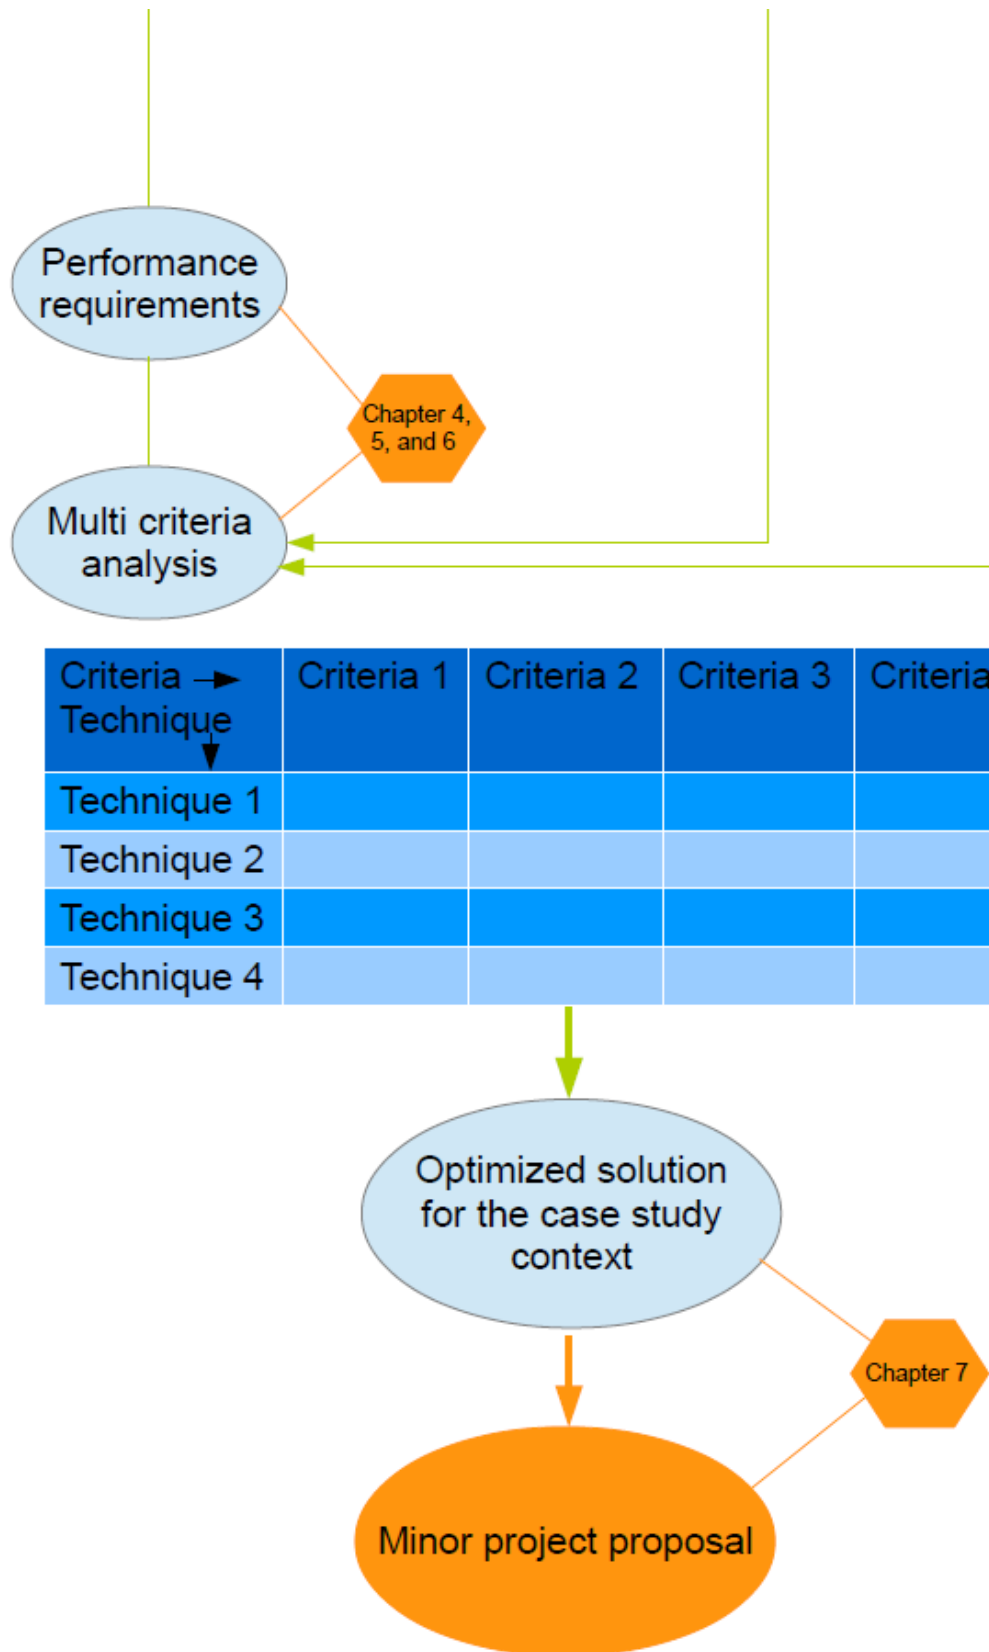 Performance
requirements
Chapter 4,
5, and 6
Multi criteria
analysis
Criteria
Technique
Criteria 1
Criteria 2
Criteria 3
Criteria
Technique 1
Technique 2
Technique 3
Technique 4
Optimized solution
for the case study
context
Chapter 7
Minor project proposal